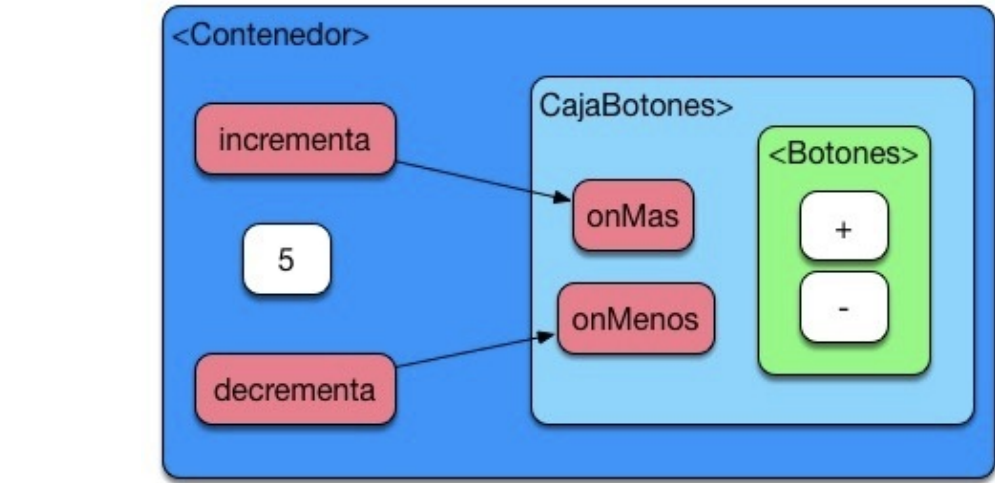 <Contenedor>
CajaBotones>
<Botones>
incrementa
onMas
+
5
-
onMenos
decrementa